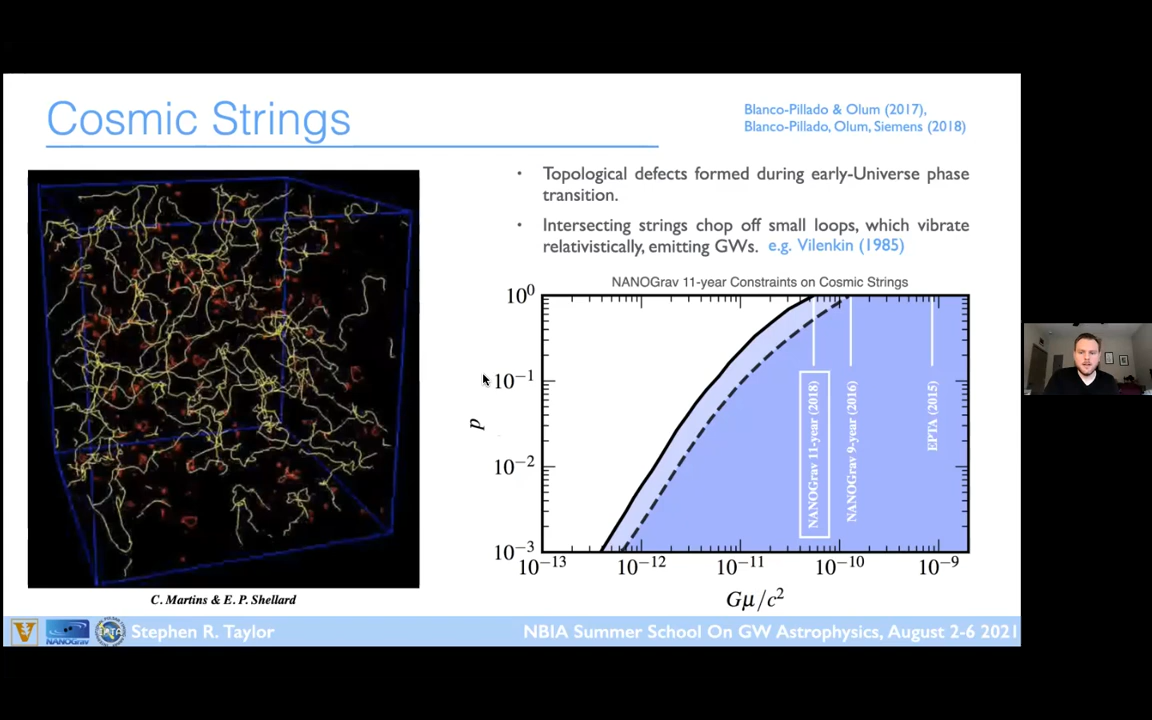 Cosmic Strings
Blanco-Pillado & Olum (2017),
Blanco-Pillado, Olum, Siemens (2018)
• Topological defects formed during early-Universe phase
transition.
• Intersecting strings chop off small loops, which vibrate
relativistically, emitting GWs. e.g. Vilenkin (1985)
NANOGrav 11-year Constraints on Cosmic Strings
10⁰
10⁻¹
10⁻²
10⁻³
p
NANOGrav 11-year (2018)
NANOGrav 9-year (2016)
EPTA (2015)
10⁻¹³ 10⁻¹² 10⁻¹¹ 10⁻¹⁰ 10⁻⁹
Gμ/c²
C. Martins & E. P. Shellard
V NANOGrav IPTA Stephen R. Taylor
NBIA Summer School On GW Astrophysics, August 2-6 2021